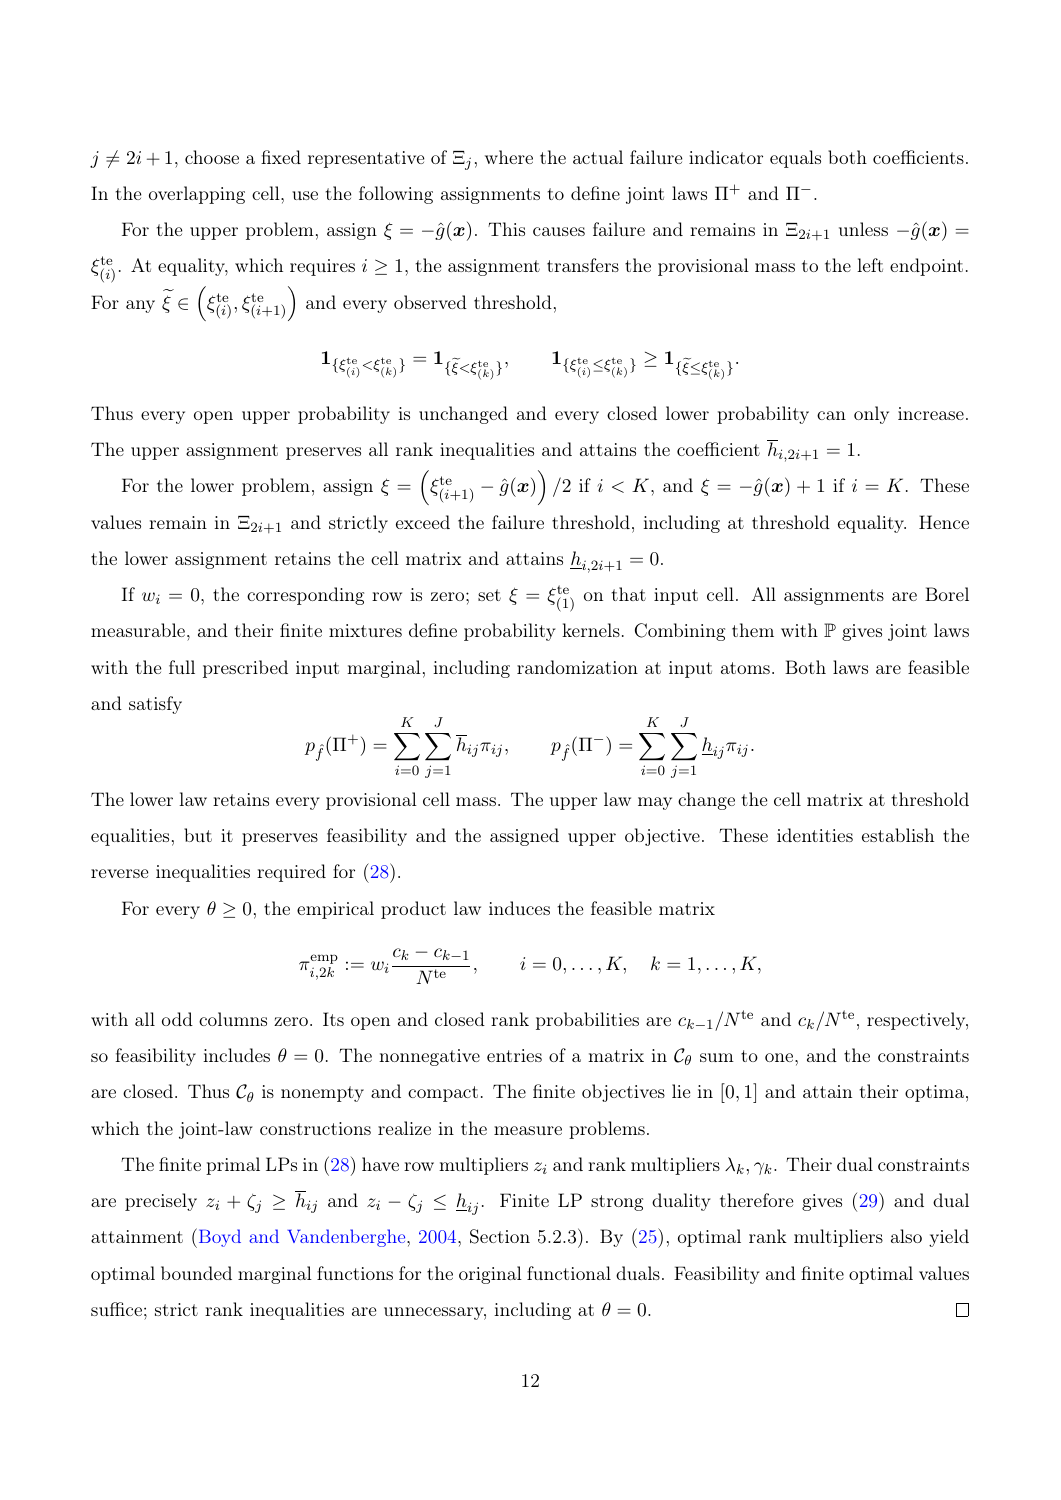 j ≠ 2i + 1, choose a fixed representative of Ξ_j, where the actual failure indicator equals both coefficients.
In the overlapping cell, use the following assignments to define joint laws Π⁺ and Π⁻.
For the upper problem, assign ξ = −ĝ(𝒙). This causes failure and remains in Ξ_{2i+1} unless −ĝ(𝒙) =
ξ^{te}_{(i)}. At equality, which requires i ≥ 1, the assignment transfers the provisional mass to the left endpoint.
For any ξ̃ ∈ (ξ^{te}_{(i)}, ξ^{te}_{(i+1)}) and every observed threshold,
𝟏_{{ξ^{te}_{(i)} < ξ^{te}_{(k)}}} = 𝟏_{{ξ̃ < ξ^{te}_{(k)}}}, 𝟏_{{ξ^{te}_{(i)} ≤ ξ^{te}_{(k)}}} ≥ 𝟏_{{ξ̃ ≤ ξ^{te}_{(k)}}}.
Thus every open upper probability is unchanged and every closed lower probability can only increase.
The upper assignment preserves all rank inequalities and attains the coefficient h̅_{i,2i+1} = 1.
For the lower problem, assign ξ = (ξ^{te}_{(i+1)} − ĝ(𝒙)) /2 if i < K, and ξ = −ĝ(𝒙) + 1 if i = K. These
values remain in Ξ_{2i+1} and strictly exceed the failure threshold, including at threshold equality. Hence
the lower assignment retains the cell matrix and attains h̲_{i,2i+1} = 0.
If w_i = 0, the corresponding row is zero; set ξ = ξ^{te}_{(1)} on that input cell. All assignments are Borel
measurable, and their finite mixtures define probability kernels. Combining them with ℙ gives joint laws
with the full prescribed input marginal, including randomization at input atoms. Both laws are feasible
and satisfy
p_{f̂}(Π⁺) = ∑_{i=0}^{K} ∑_{j=1}^{J} h̅_{ij}π_{ij}, p_{f̂}(Π⁻) = ∑_{i=0}^{K} ∑_{j=1}^{J} h̲_{ij}π_{ij}.
The lower law retains every provisional cell mass. The upper law may change the cell matrix at threshold
equalities, but it preserves feasibility and the assigned upper objective. These identities establish the
reverse inequalities required for (28).
For every θ ≥ 0, the empirical product law induces the feasible matrix
π^{emp}_{i,2k} := w_i \frac{c_k − c_{k−1}}{N^{te}}, i = 0, . . . , K, k = 1, . . . , K,
with all odd columns zero. Its open and closed rank probabilities are c_{k−1}/N^{te} and c_k/N^{te}, respectively,
so feasibility includes θ = 0. The nonnegative entries of a matrix in 𝒞_θ sum to one, and the constraints
are closed. Thus 𝒞_θ is nonempty and compact. The finite objectives lie in [0, 1] and attain their optima,
which the joint-law constructions realize in the measure problems.
The finite primal LPs in (28) have row multipliers z_i and rank multipliers λ_k, γ_k. Their dual constraints
are precisely z_i + ζ_j ≥ h̅_{ij} and z_i − ζ_j ≤ h̲_{ij}. Finite LP strong duality therefore gives (29) and dual
attainment (Boyd and Vandenberghe, 2004, Section 5.2.3). By (25), optimal rank multipliers also yield
optimal bounded marginal functions for the original functional duals. Feasibility and finite optimal values
suffice; strict rank inequalities are unnecessary, including at θ = 0. □
12